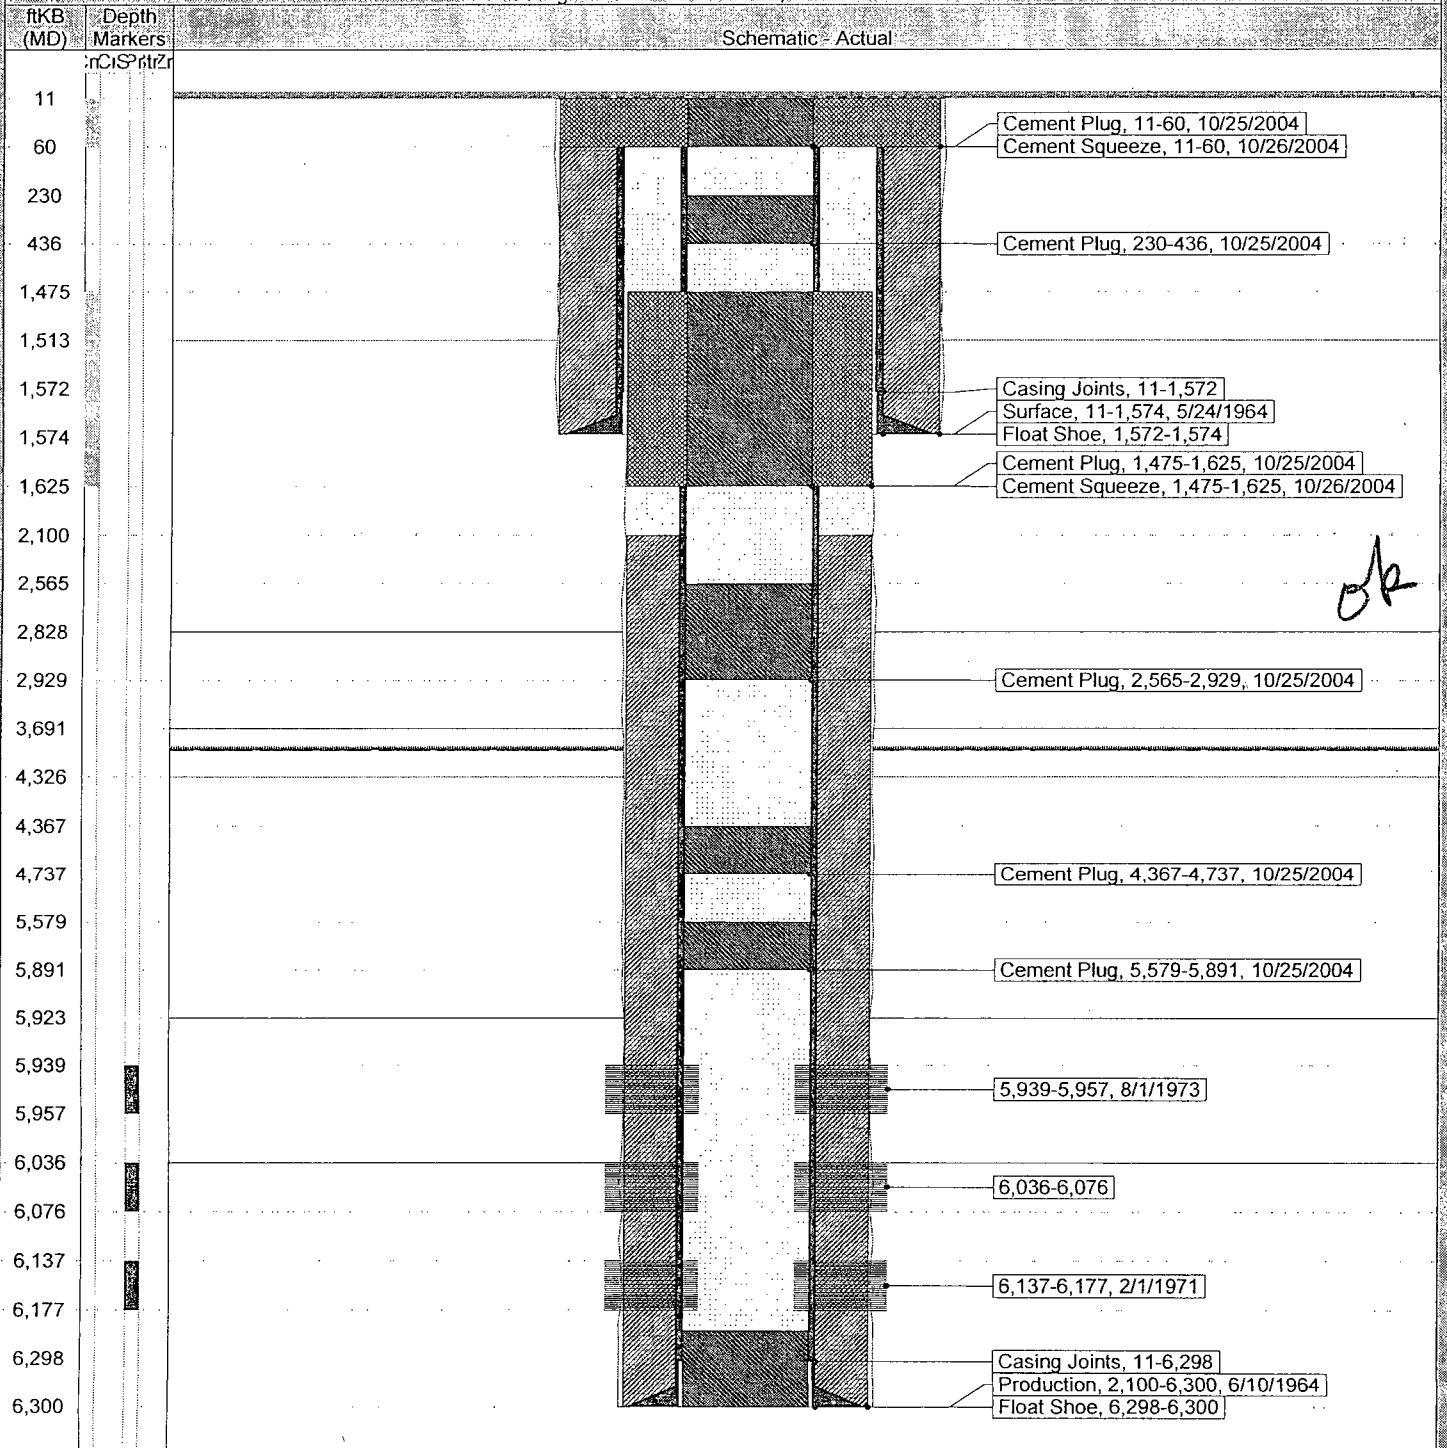 ftKB
(MD)
Depth
Markers
Schematic - Actual
11
60
230
436
1,475
1,513
1,572
1,574
1,625
2,100
2,565
2,828
2,929
3,691
4,326
4,367
4,737
5,579
5,891
5,923
5,939
5,957
6,036
6,076
6,137
6,177
6,298
6,300
Cement Plug, 11-60, 10/25/2004
Cement Squeeze, 11-60, 10/26/2004
Cement Plug, 230-436, 10/25/2004
Casing Joints, 11-1,572
Surface, 11-1,574, 5/24/1964
Float Shoe, 1,572-1,574
Cement Plug, 1,475-1,625, 10/25/2004
Cement Squeeze, 1,475-1,625, 10/26/2004
ok
Cement Plug, 2,565-2,929, 10/25/2004
Cement Plug, 4,367-4,737, 10/25/2004
Cement Plug, 5,579-5,891, 10/25/2004
5,939-5,957, 8/1/1973
6,036-6,076
6,137-6,177, 2/1/1971
Casing Joints, 11-6,298
Production, 2,100-6,300, 6/10/1964
Float Shoe, 6,298-6,300